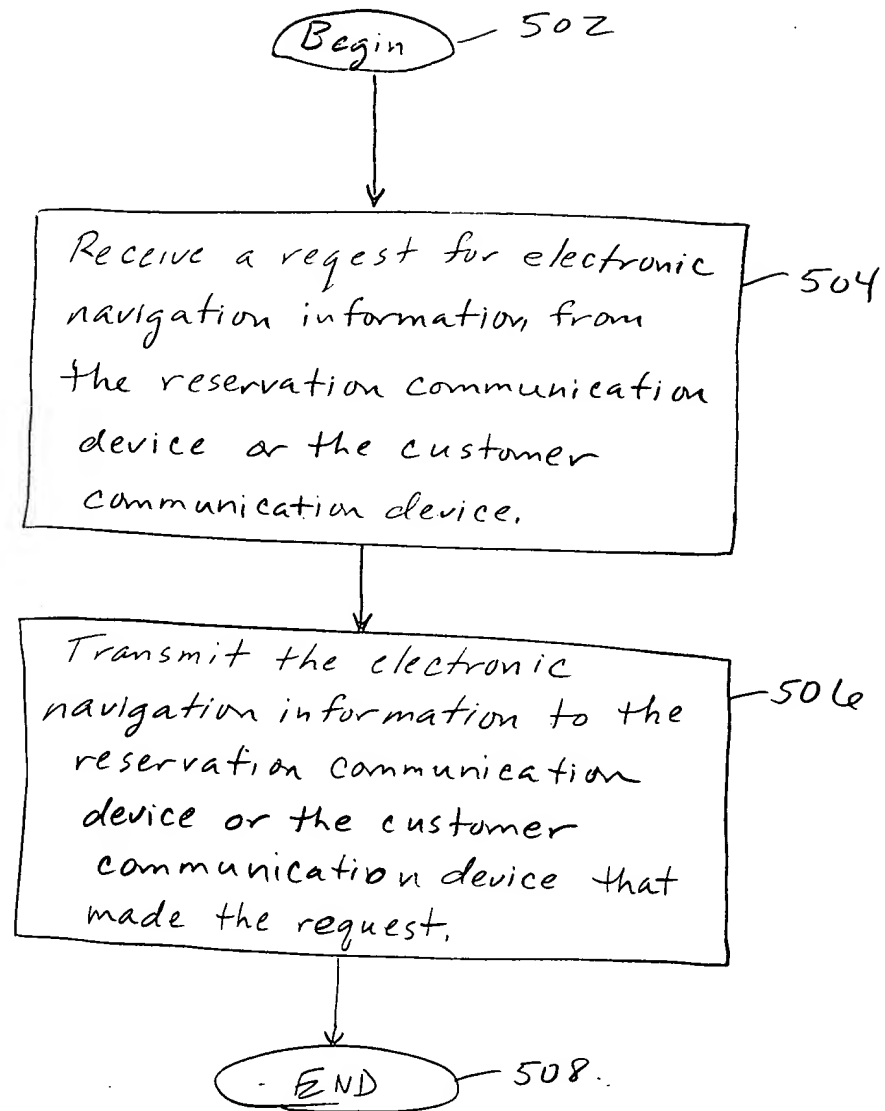 Begin 502
Receive a reqest for electronic 504
navigation information, from
the reservation communication
device or the customer
communication device.
Transmit the electronic
navigation information to the 506
reservation communication
device or the customer
communication device that
made the request.
END 508